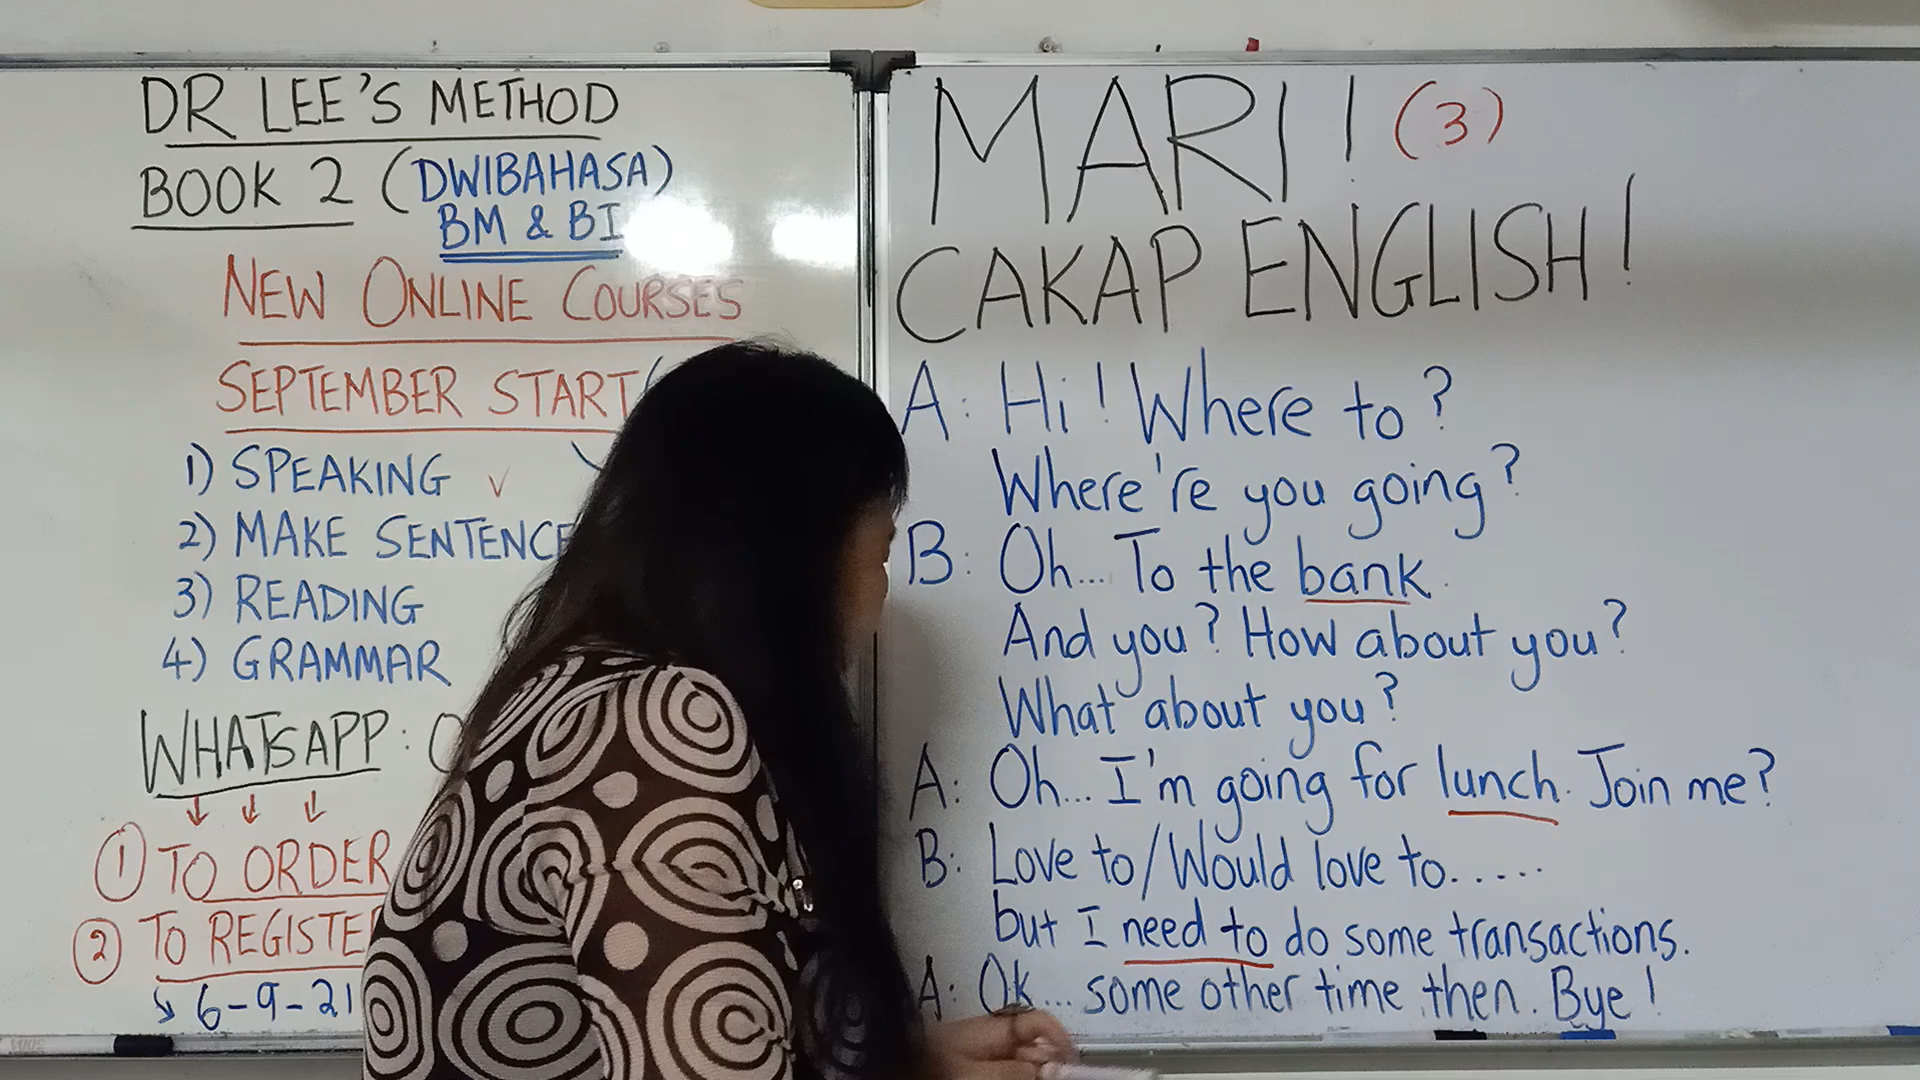 DR LEE'S METHOD
BOOK 2 (DWIBAHASA)
BM & BI
NEW ONLINE COURSES
SEPTEMBER START
1) SPEAKING ✓
2) MAKE SENTENCE
3) READING
4) GRAMMAR
WHATSAPP:
↓ ↓ ↓
① TO ORDER
② TO REGISTE
↳ 6-9-21
MARI! (3)
CAKAP ENGLISH!
A: Hi! Where to?
Where're you going?
B: Oh... To the bank.
And you? How about you?
What about you?
A: Oh... I'm going for lunch. Join me?
B: Love to/Would love to.....
but I need to do some transactions.
A: Ok... some other time then. Bye!